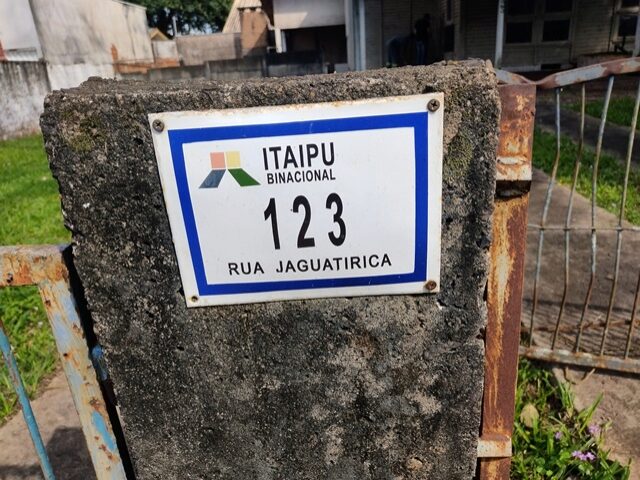 ITAIPU
BINACIONAL
123
RUA JAGUATIRICA